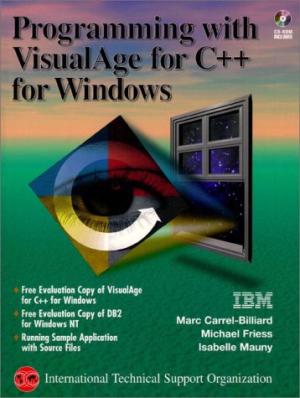 Programming with
CD-ROM
INCLUDED
VisualAge for C++
for Windows
Free Evaluation Copy of VisualAge
for C++ for Windows
Free Evaluation Copy of DB2
for Windows NT
Running Sample Application
with Source Files
IBM
Marc Carrel-Billiard
Michael Friess
Isabelle Mauny
International Technical Support Organization